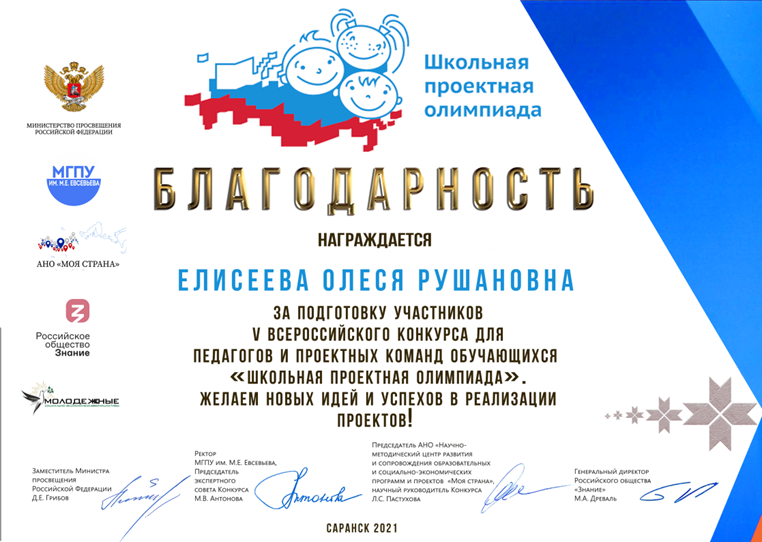 Школьная
проектная
олимпиада
МИНИСТЕРСТВО ПРОСВЕЩЕНИЯ
РОССИЙСКОЙ ФЕДЕРАЦИИ
МГПУ
ИМ. М.Е. ЕВСЕВЬЕВА
АНО «МОЯ СТРАНА»
Российское
общество
Знание
МОЛОДЕЖНЫЕ
БЛАГОДАРНОСТЬ
НАГРАЖДАЕТСЯ
ЕЛИСЕЕВА ОЛЕСЯ РУШАНОВНА
ЗА ПОДГОТОВКУ УЧАСТНИКОВ
V ВСЕРОССИЙСКОГО КОНКУРСА ДЛЯ
ПЕДАГОГОВ И ПРОЕКТНЫХ КОМАНД ОБУЧАЮЩИХСЯ
«ШКОЛЬНАЯ ПРОЕКТНАЯ ОЛИМПИАДА».
ЖЕЛАЕМ НОВЫХ ИДЕЙ И УСПЕХОВ В РЕАЛИЗАЦИИ
ПРОЕКТОВ!
Заместитель Министра
просвещения
Российской Федерации
Д.Е. Грибов
Ректор
МГПУ им. М.Е. Евсевьева,
Председатель
экспертного
совета Конкурса
М.В. Антонова
Председатель АНО «Научно-
методический центр развития
и сопровождения образовательных
и социально-экономических
программ и проектов «Моя страна»,
научный руководитель Конкурса
Л.С. Пастухова
Генеральный директор
Российского общества
«Знание»
М.А. Древаль
САРАНСК 2021